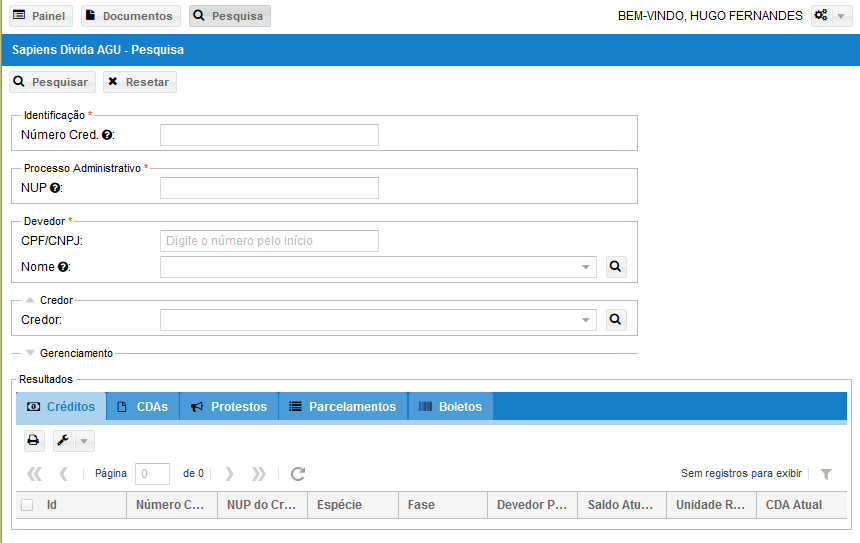 Painel Documentos Pesquisa BEM-VINDO, HUGO FERNANDES
Sapiens Dívida AGU - Pesquisa
Pesquisar Resetar
Identificação *
Número Cred. ?:
Processo Administrativo *
NUP ?:
Devedor *
CPF/CNPJ: Digite o número pelo início
Nome ?:
Credor
Credor:
Gerenciamento
Resultados
Créditos CDAs Protestos Parcelamentos Boletos
Página 0 de 0 Sem registros para exibir
Id Número C... NUP do Cr... Espécie Fase Devedor P... Saldo Atu... Unidade R... CDA Atual